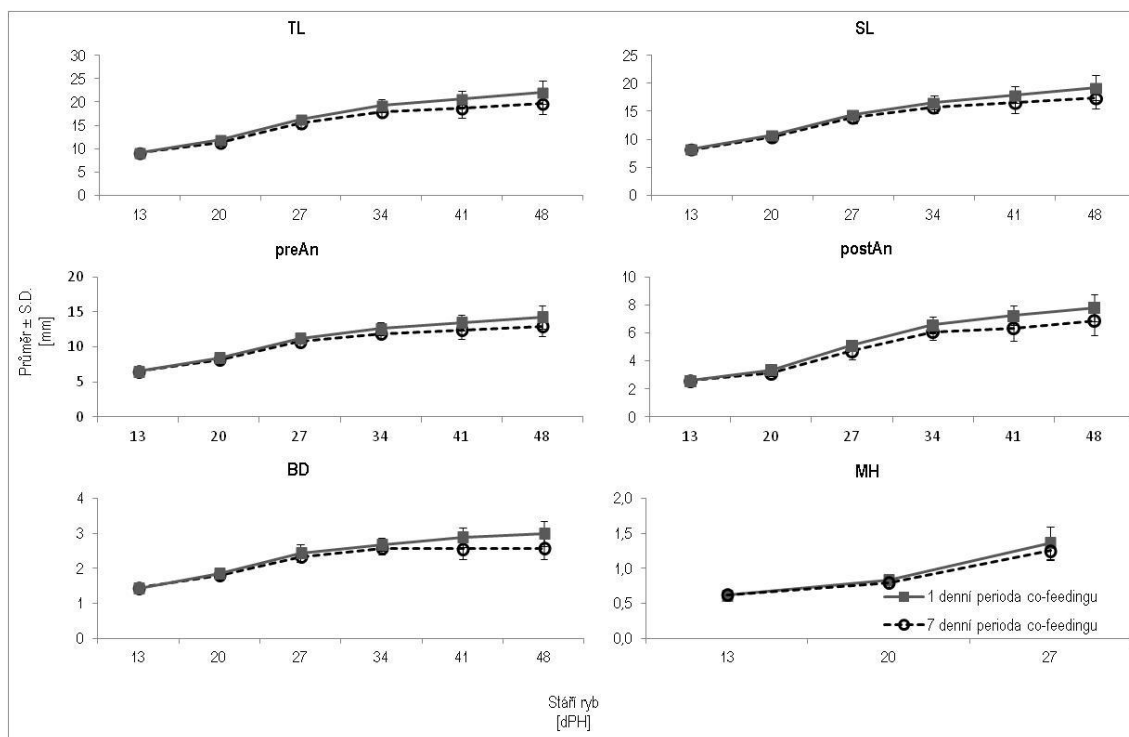 TL
30
25
20
15
10
5
0
13 20 27 34 41 48
SL
25
20
15
10
5
0
13 20 27 34 41 48
Průměr ± S.D.
[mm]
preAn
20
15
10
5
0
13 20 27 34 41 48
postAn
10
8
6
4
2
0
13 20 27 34 41 48
BD
4
3
2
1
0
13 20 27 34 41 48
MH
2,0
1,5
1,0
0,5
0,0
1 denní perioda co-feedingu
7 denní perioda co-feedingu
13 20 27
Stáří ryb
[dPH]